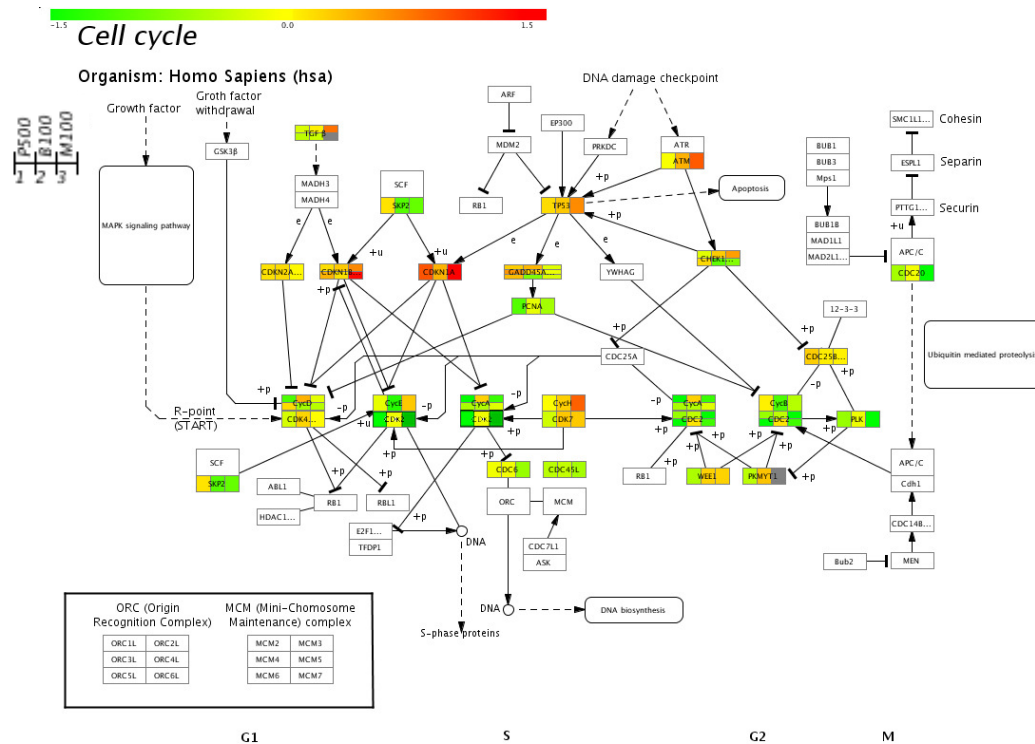 -1.5 0.0 1.5
Cell cycle
Organism: Homo Sapiens (hsa)
DNA damage checkpoint
Growth factor
Groth factor
withdrawal
P500
B100
M100
1 2 3
GSK3β
TGF β
ARF
EP300
MDM2
PRKDC
ATR
ATM
BUB1
BUB3
Mps1
SMC1L1...
Cohesin
ESPL1
Separin
PTTG1...
Securin
MADH3
MADH4
SCF
SKP2
RB1
TP53
+p
+p
Apoptosis
BUB1B
MAD1L1
MAD2L1...
+u
APC/C
CDC20
MAPK signaling pathway
e
e
+u
+u
e
e
e
CDKN2A...
CDKN1B
CDKN1A
GADD45A...
YWHAG
CHEK1...
+p
PCNA
12-3-3
+p
+p
CDC25A
CDC25B...
+p
-p
Ubiquitin mediated proteolysis
+p
CycD
CDK4...
-p
CycE
CDK2
-p
CycA
CDK2
-p
CycH
CDK7
-p
CycA
CDC2
CycB
CDC2
PLK
R-point
(START)
+u
+p
+p
+p
+p
+p
+p
+p
+p
SCF
SKP2
CDC6
CDC45L
RB1
WEE1
PKMYT1
APC/C
Cdh1
ABL1
HDAC1...
RB1
RBL1
ORC
MCM
+p
E2F1...
TFDP1
DNA
CDC7L1
ASK
CDC14B...
Bub2
MEN
DNA
DNA biosynthesis
S-phase proteins
ORC (Origin
Recognition Complex)
MCM (Mini-Chomosome
Maintenance) complex
ORC1L ORC2L MCM2 MCM3
ORC3L ORC4L MCM4 MCM5
ORC5L ORC6L MCM6 MCM7
G1 S G2 M